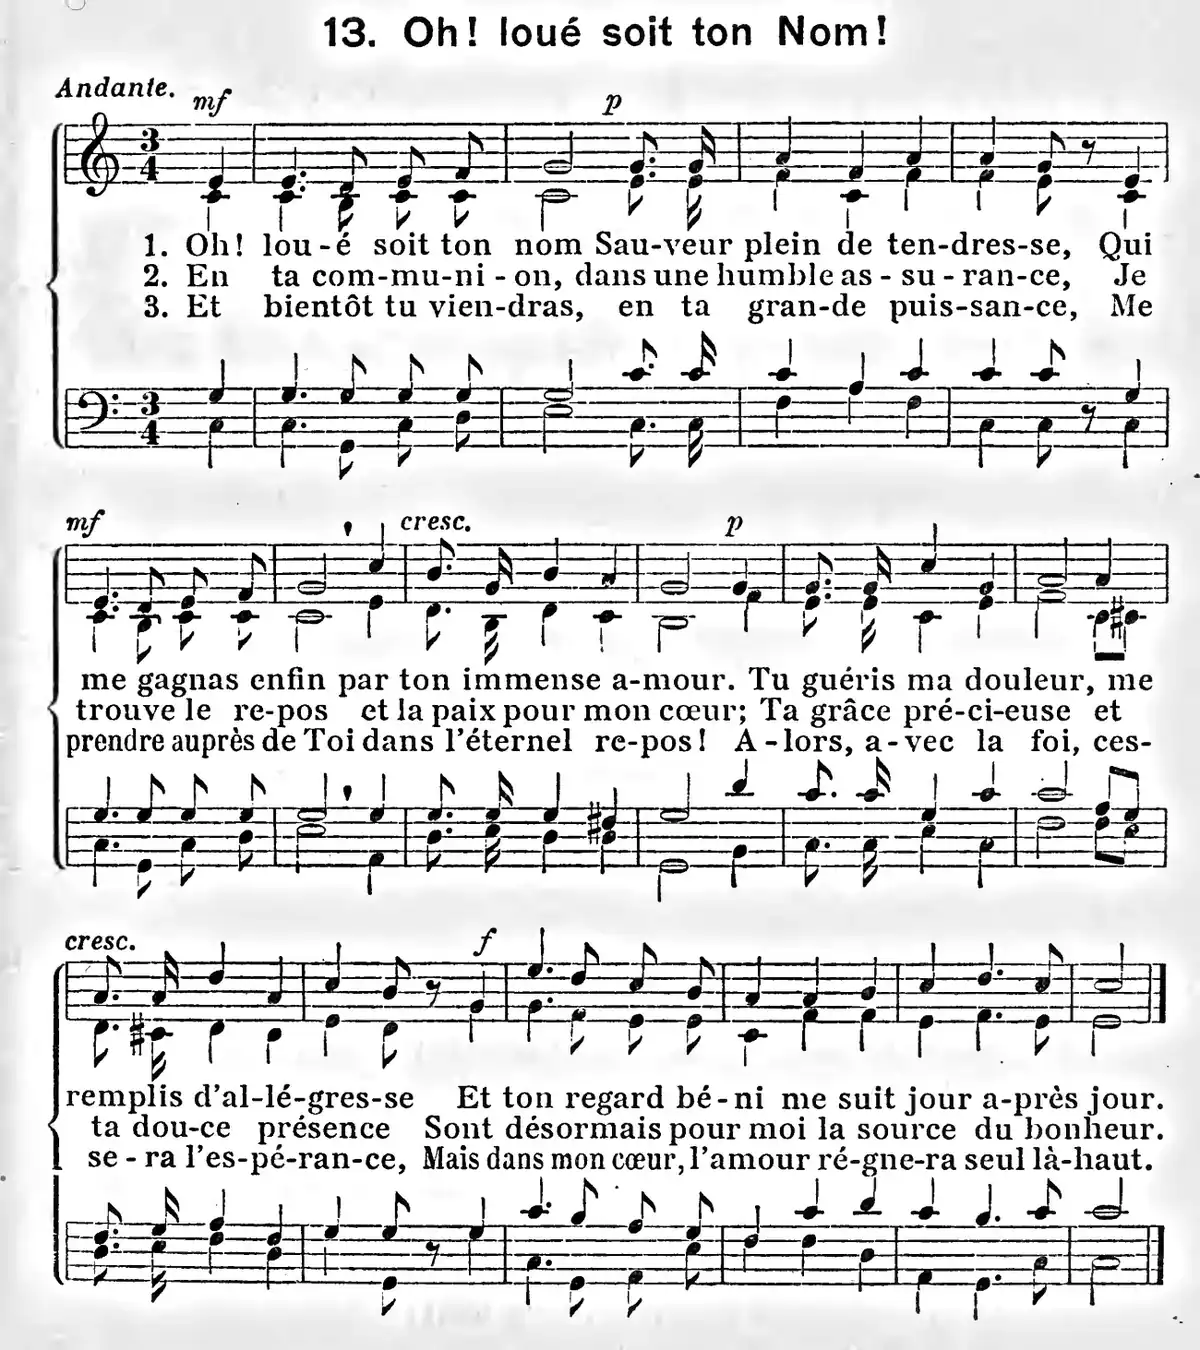 13. Oh! loué soit ton Nom!
Andante.
mf p
3 4
1. Oh! lou-é soit ton nom Sau-veur plein de ten-dres-se, Qui
2. En ta com-mu-ni-on, dans une humble as-su-ran-ce, Je
3. Et bientôt tu vien-dras, en ta gran-de puis-san-ce, Me
3 4
mf cresc. p
me gagnas enfin par ton immense a-mour. Tu guéris ma douleur, me
trouve le re-pos et la paix pour mon cœur; Ta grâce pré-ci-euse et
prendre auprès de Toi dans l'éternel re-pos! A-lors, a-vec la foi, ces-
cresc. f
remplis d'al-lé-gres-se Et ton regard bé-ni me suit jour a-près jour.
ta dou-ce présence Sont désormais pour moi la source du bonheur.
se-ra l'es-pé-ran-ce, Mais dans mon cœur, l'amour ré-gne-ra seul là-haut.